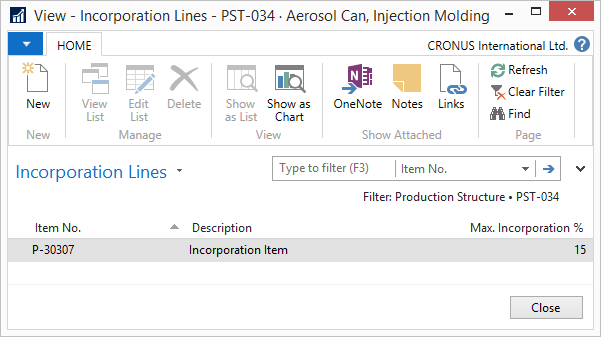 View - Incorporation Lines - PST-034 · Aerosol Can, Injection Molding
HOME
CRONUS International Ltd.
New
View List
Edit List
Delete
Show as List
Show as Chart
OneNote
Notes
Links
Refresh
Clear Filter
Find
New
Manage
View
Show Attached
Page
Incorporation Lines
Type to filter (F3)
Item No.
Filter: Production Structure • PST-034
Item No. Description Max. Incorporation %
P-30307 Incorporation Item 15
Close